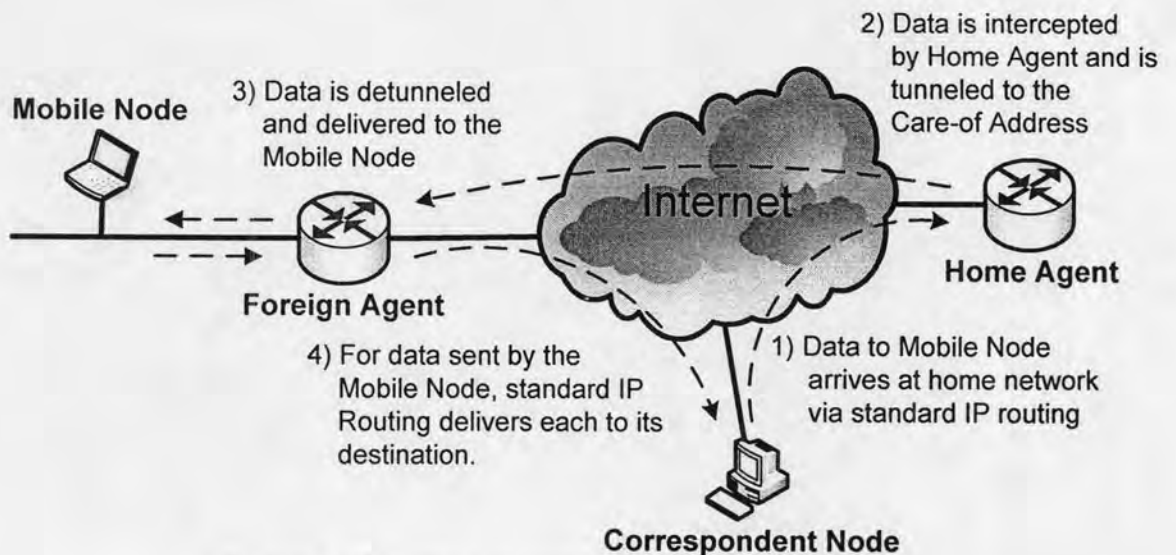 2) Data is intercepted
by Home Agent and is
tunneled to the
Care-of Address
Mobile Node
3) Data is detunneled
and delivered to the
Mobile Node
Internet
Foreign Agent
Home Agent
4) For data sent by the
Mobile Node, standard IP
Routing delivers each to its
destination.
1) Data to Mobile Node
arrives at home network
via standard IP routing
Correspondent Node